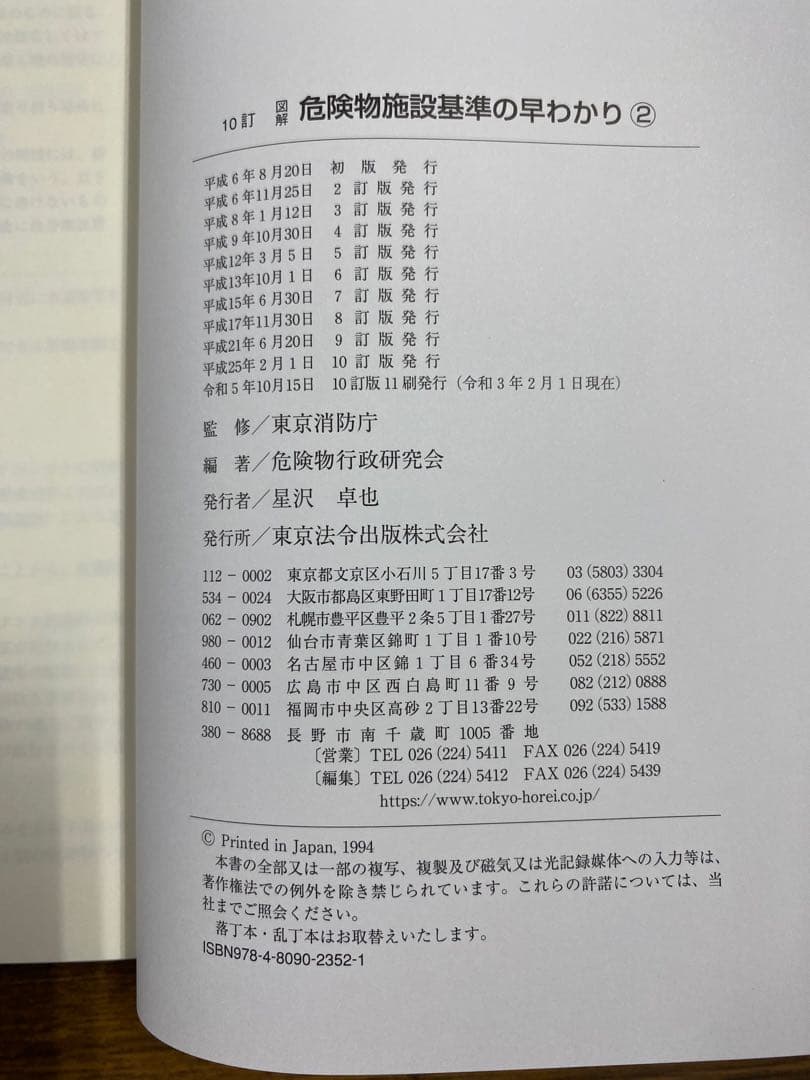 10訂 図解 危険物施設基準の早わかり②
平成6年8月20日 初版発行
平成6年11月25日 2訂版発行
平成8年1月12日 3訂版発行
平成9年10月30日 4訂版発行
平成12年3月5日 5訂版発行
平成13年10月1日 6訂版発行
平成15年6月30日 7訂版発行
平成17年11月30日 8訂版発行
平成21年6月20日 9訂版発行
平成25年2月1日 10訂版発行
令和5年10月15日 10訂版11刷発行（令和3年2月1日現在）
監修／東京消防庁
編著／危険物行政研究会
発行者／星沢 卓也
発行所／東京法令出版株式会社
112－0002 東京都文京区小石川5丁目17番3号 03(5803)3304
534－0024 大阪市都島区東野田町1丁目17番12号 06(6355)5226
062－0902 札幌市豊平区豊平2条5丁目1番27号 011(822)8811
980－0012 仙台市青葉区錦町1丁目1番10号 022(216)5871
460－0003 名古屋市中区錦1丁目6番34号 052(218)5552
730－0005 広島市中区西白島町11番9号 082(212)0888
810－0011 福岡市中央区高砂2丁目13番22号 092(533)1588
380－8688 長野市南千歳町1005番地
〔営業〕TEL 026(224)5411 FAX 026(224)5419
〔編集〕TEL 026(224)5412 FAX 026(224)5439
https://www.tokyo-horei.co.jp/
© Printed in Japan, 1994
本書の全部又は一部の複写、複製及び磁気又は光記録媒体への入力等は、
著作権法での例外を除き禁じられています。これらの許諾については、当
社までご照会ください。
落丁本・乱丁本はお取替えいたします。
ISBN978-4-8090-2352-1